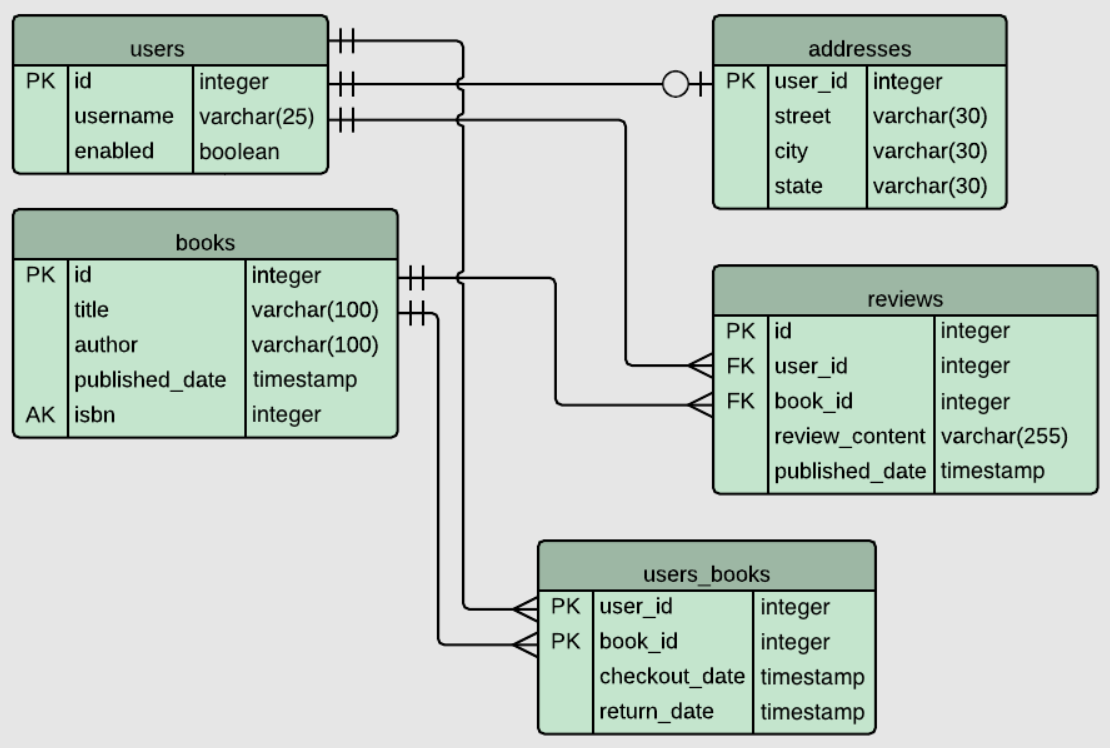 users
PK id integer
username varchar(25)
enabled boolean
addresses
PK user_id integer
street varchar(30)
city varchar(30)
state varchar(30)
books
PK id integer
title varchar(100)
author varchar(100)
published_date timestamp
AK isbn integer
reviews
PK id integer
FK user_id integer
FK book_id integer
review_content varchar(255)
published_date timestamp
users_books
PK user_id integer
PK book_id integer
checkout_date timestamp
return_date timestamp